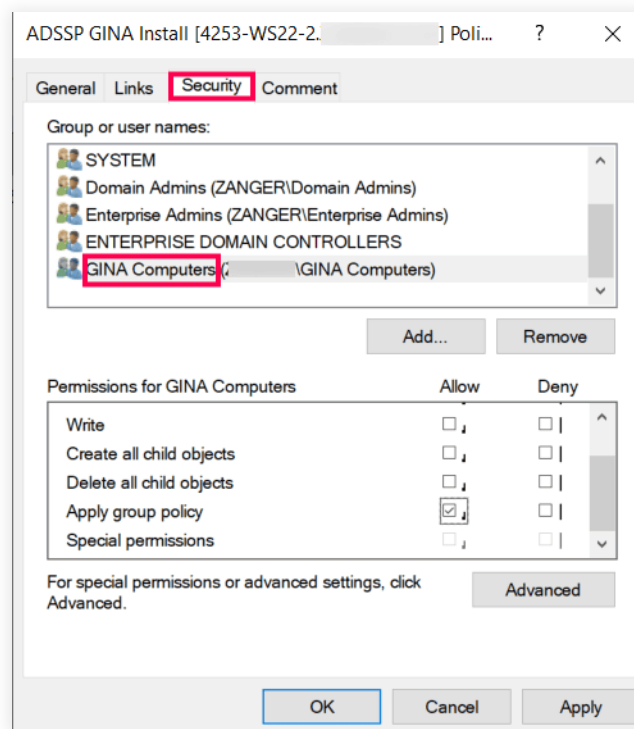 ADSSP GINA Install [4253-WS22-2. ] Poli... ?
General Links Security Comment
Group or user names:
SYSTEM
Domain Admins (ZANGER\Domain Admins)
Enterprise Admins (ZANGER\Enterprise Admins)
ENTERPRISE DOMAIN CONTROLLERS
GINA Computers ( \GINA Computers)
Add... Remove
Permissions for GINA Computers Allow Deny
Write
Create all child objects
Delete all child objects
Apply group policy
Special permissions
For special permissions or advanced settings, click
Advanced.
Advanced
OK Cancel Apply